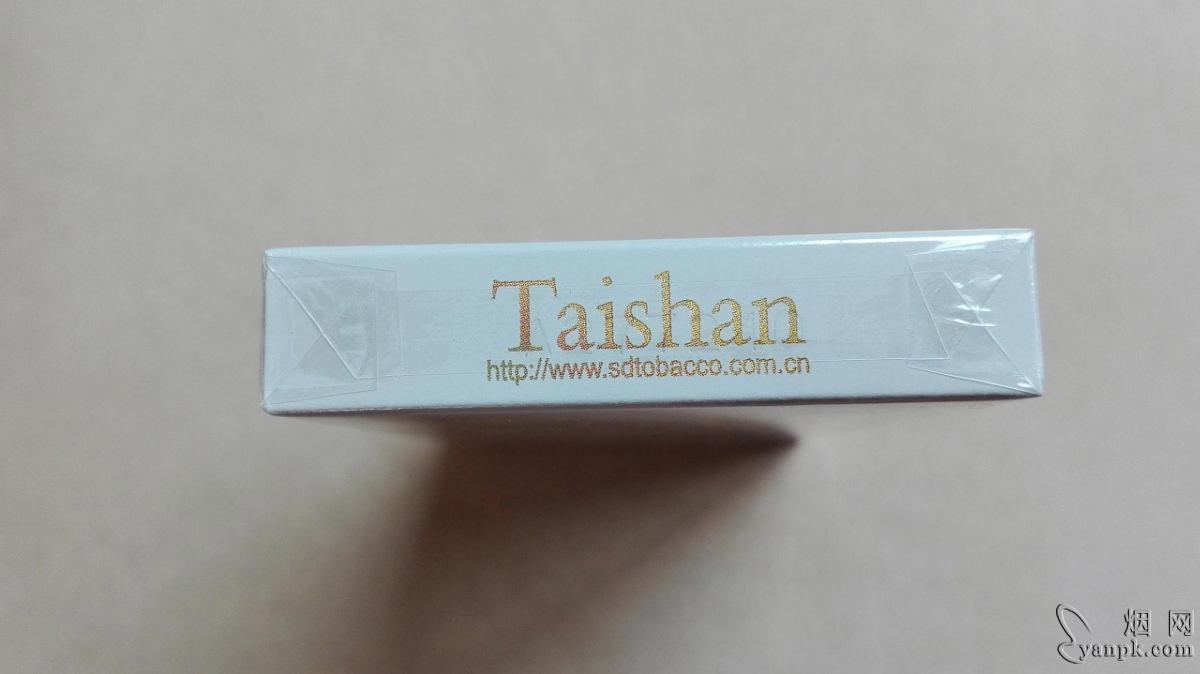 Taishan
http://www.sdtobacco.com.cn
烟 网
yanpk.com